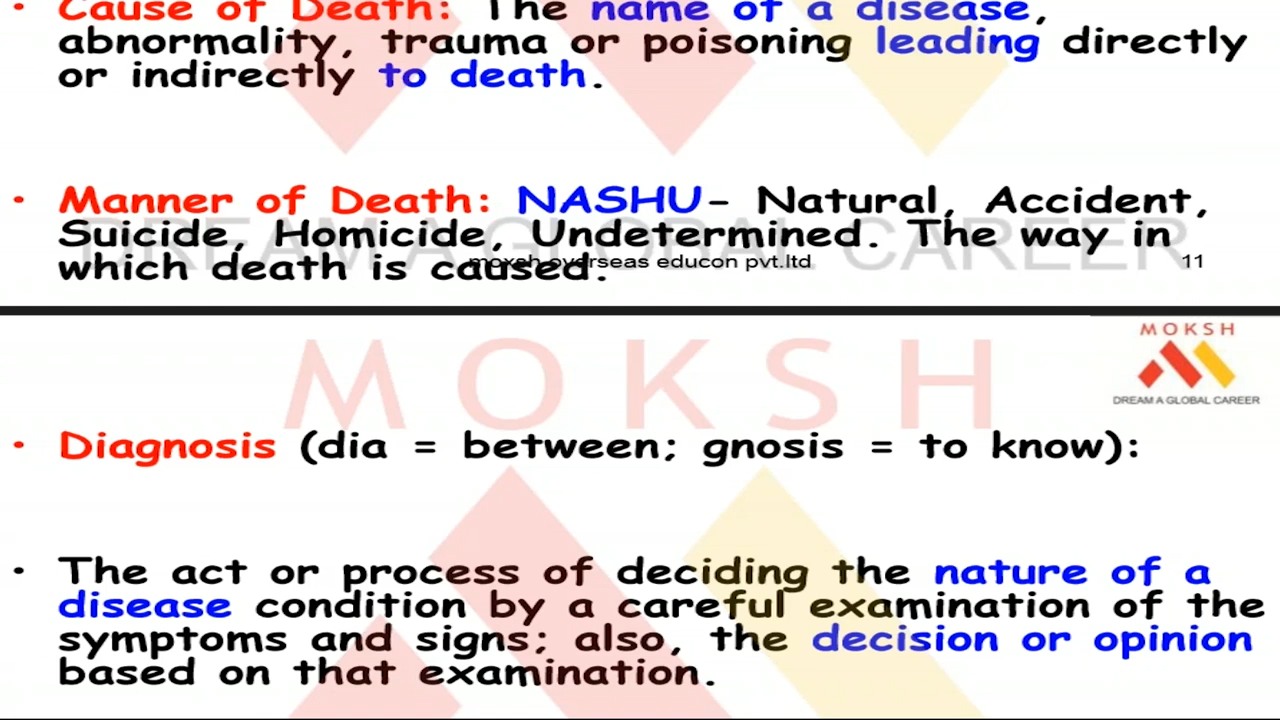 • Cause of Death: The name of a disease,
abnormality, trauma or poisoning leading directly
or indirectly to death.
• Manner of Death: NASHU- Natural, Accident,
Suicide, Homicide, Undetermined. The way in
which death is caused.
DREAM A GLOBAL CAREER
moksh overseas educon pvt.ltd
11
MOKSH
MOKSH
DREAM A GLOBAL CAREER
• Diagnosis (dia = between; gnosis = to know):
• The act or process of deciding the nature of a
disease condition by a careful examination of the
symptoms and signs; also, the decision or opinion
based on that examination.